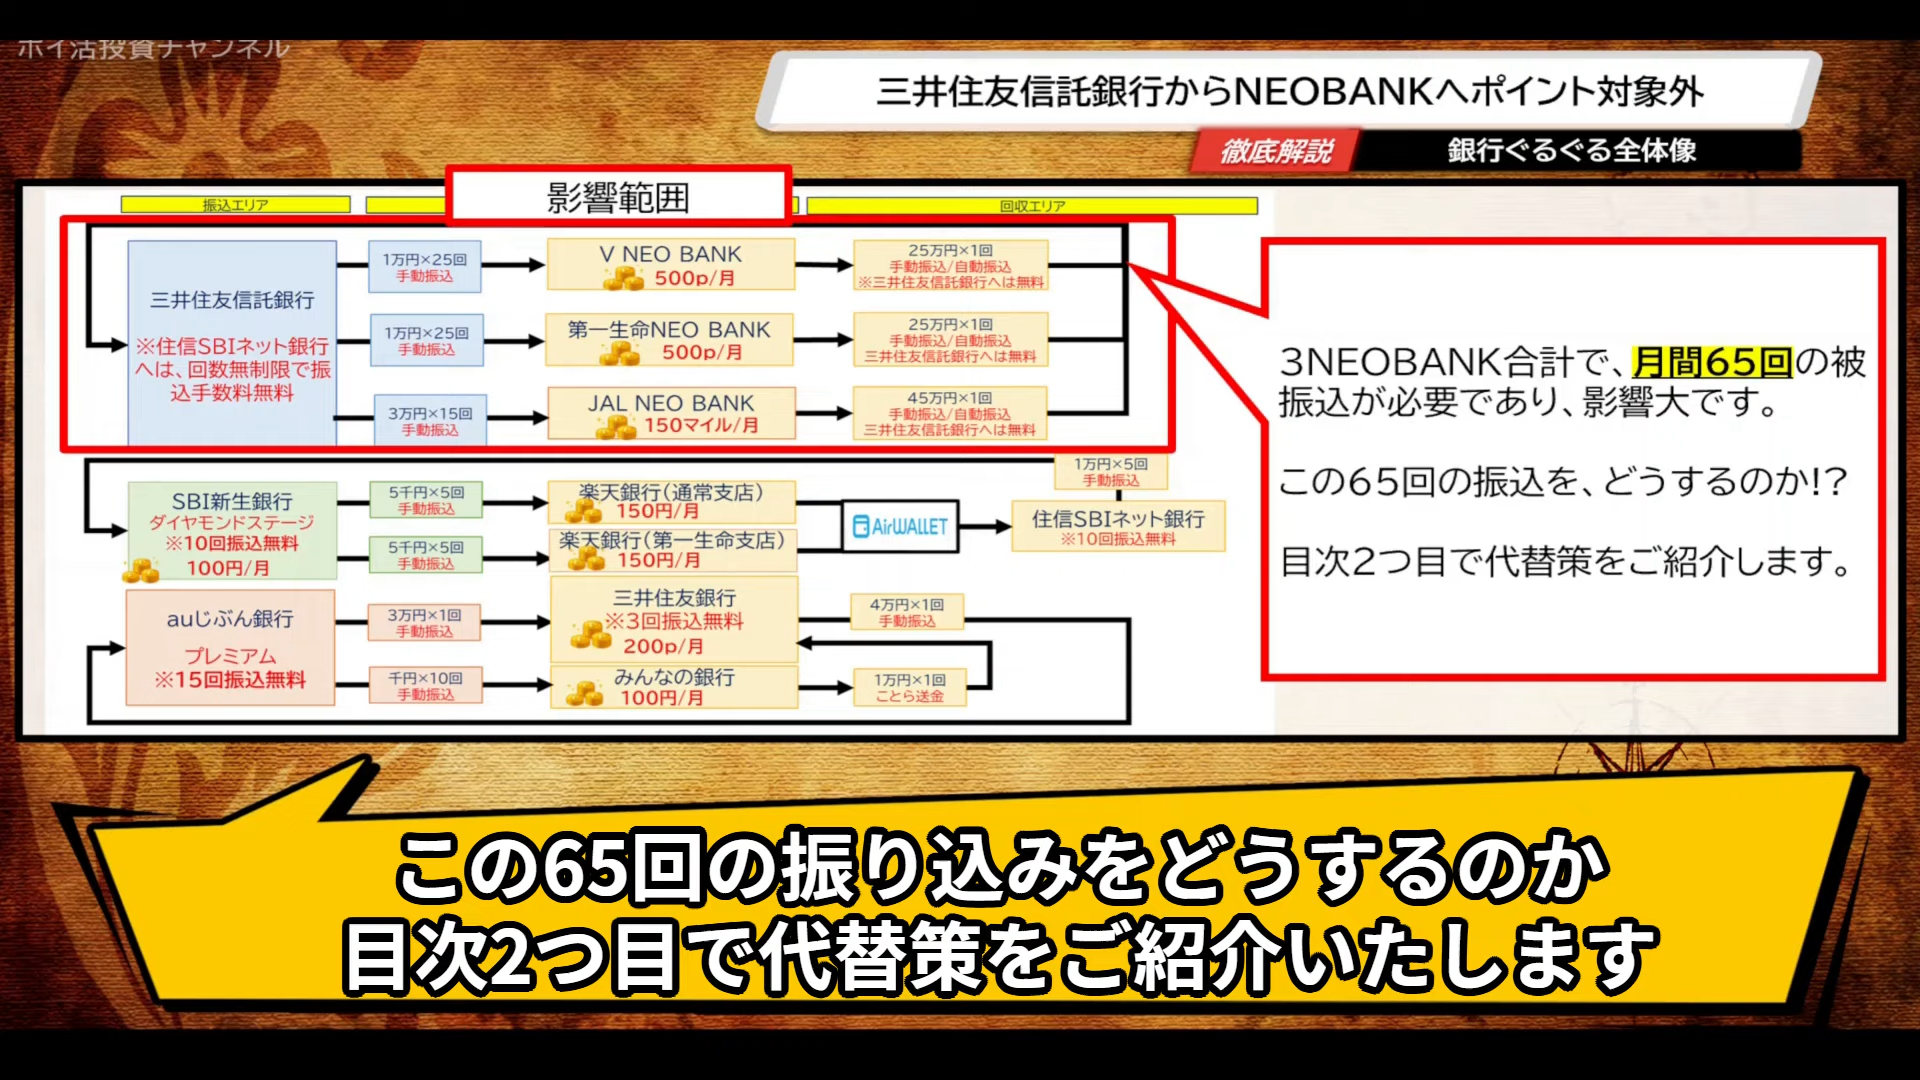 ポイ活投資チャンネル
三井住友信託銀行からNEOBANKへポイント対象外
徹底解説
銀行ぐるぐる全体像
振込エリア
影響範囲
回収エリア
三井住友信託銀行
※住信SBIネット銀行
へは、回数無制限で振
込手数料無料
1万円×25回
手動振込
V NEO BANK
500p/月
25万円×1回
手動振込/自動振込
※三井住友信託銀行へは無料
1万円×25回
手動振込
第一生命NEO BANK
500p/月
25万円×1回
手動振込/自動振込
三井住友信託銀行へは無料
3万円×15回
手動振込
JAL NEO BANK
150マイル/月
45万円×1回
手動振込/自動振込
三井住友信託銀行へは無料
3NEOBANK合計で、月間65回の被
振込が必要であり、影響大です。
この65回の振込を、どうするのか!?
目次2つ目で代替策をご紹介します。
1万円×5回
手動振込
SBI新生銀行
ダイヤモンドステージ
※10回振込無料
100円/月
5千円×5回
手動振込
楽天銀行(通常支店)
150円/月
5千円×5回
手動振込
楽天銀行(第一生命支店)
150円/月
AirWALLET
住信SBIネット銀行
※10回振込無料
auじぶん銀行
プレミアム
※15回振込無料
3万円×1回
手動振込
三井住友銀行
※3回振込無料
200p/月
4万円×1回
手動振込
千円×10回
手動振込
みんなの銀行
100円/月
1万円×1回
ことら送金
この65回の振り込みをどうするのか
目次2つ目で代替策をご紹介いたします